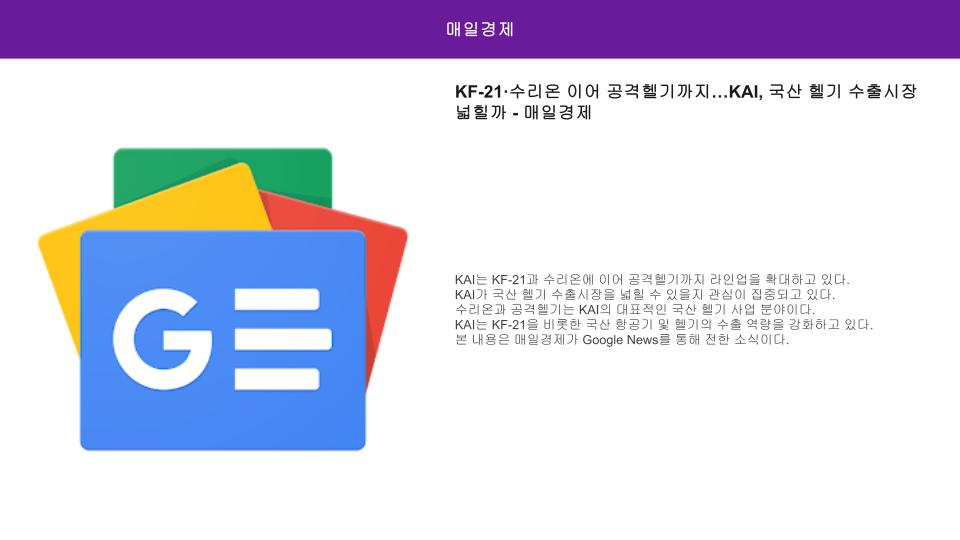 매일경제
KF-21·수리온 이어 공격헬기까지...KAI, 국산 헬기 수출시장
넓힐까 - 매일경제
GE
KAI는 KF-21과 수리온에 이어 공격헬기까지 라인업을 확대하고 있다.
KAI가 국산 헬기 수출시장을 넓힐 수 있을지 관심이 집중되고 있다.
수리온과 공격헬기는 KAI의 대표적인 국산 헬기 사업 분야이다.
KAI는 KF-21을 비롯한 국산 항공기 및 헬기의 수출 역량을 강화하고 있다.
본 내용은 매일경제가 Google News를 통해 전한 소식이다.